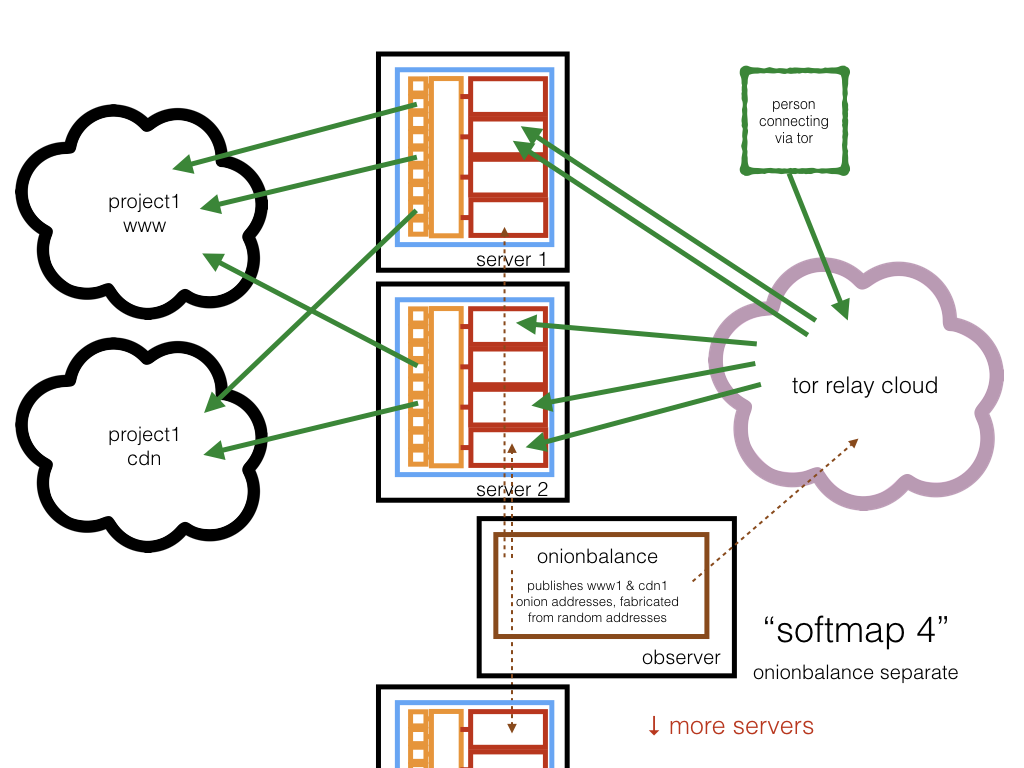 person
connecting
via tor
project1
www
server 1
tor relay cloud
project1
cdn
server 2
onionbalance
publishes www1 & cdn1
onion addresses, fabricated
from random addresses
observer
“softmap 4”
onionbalance separate
↓ more servers